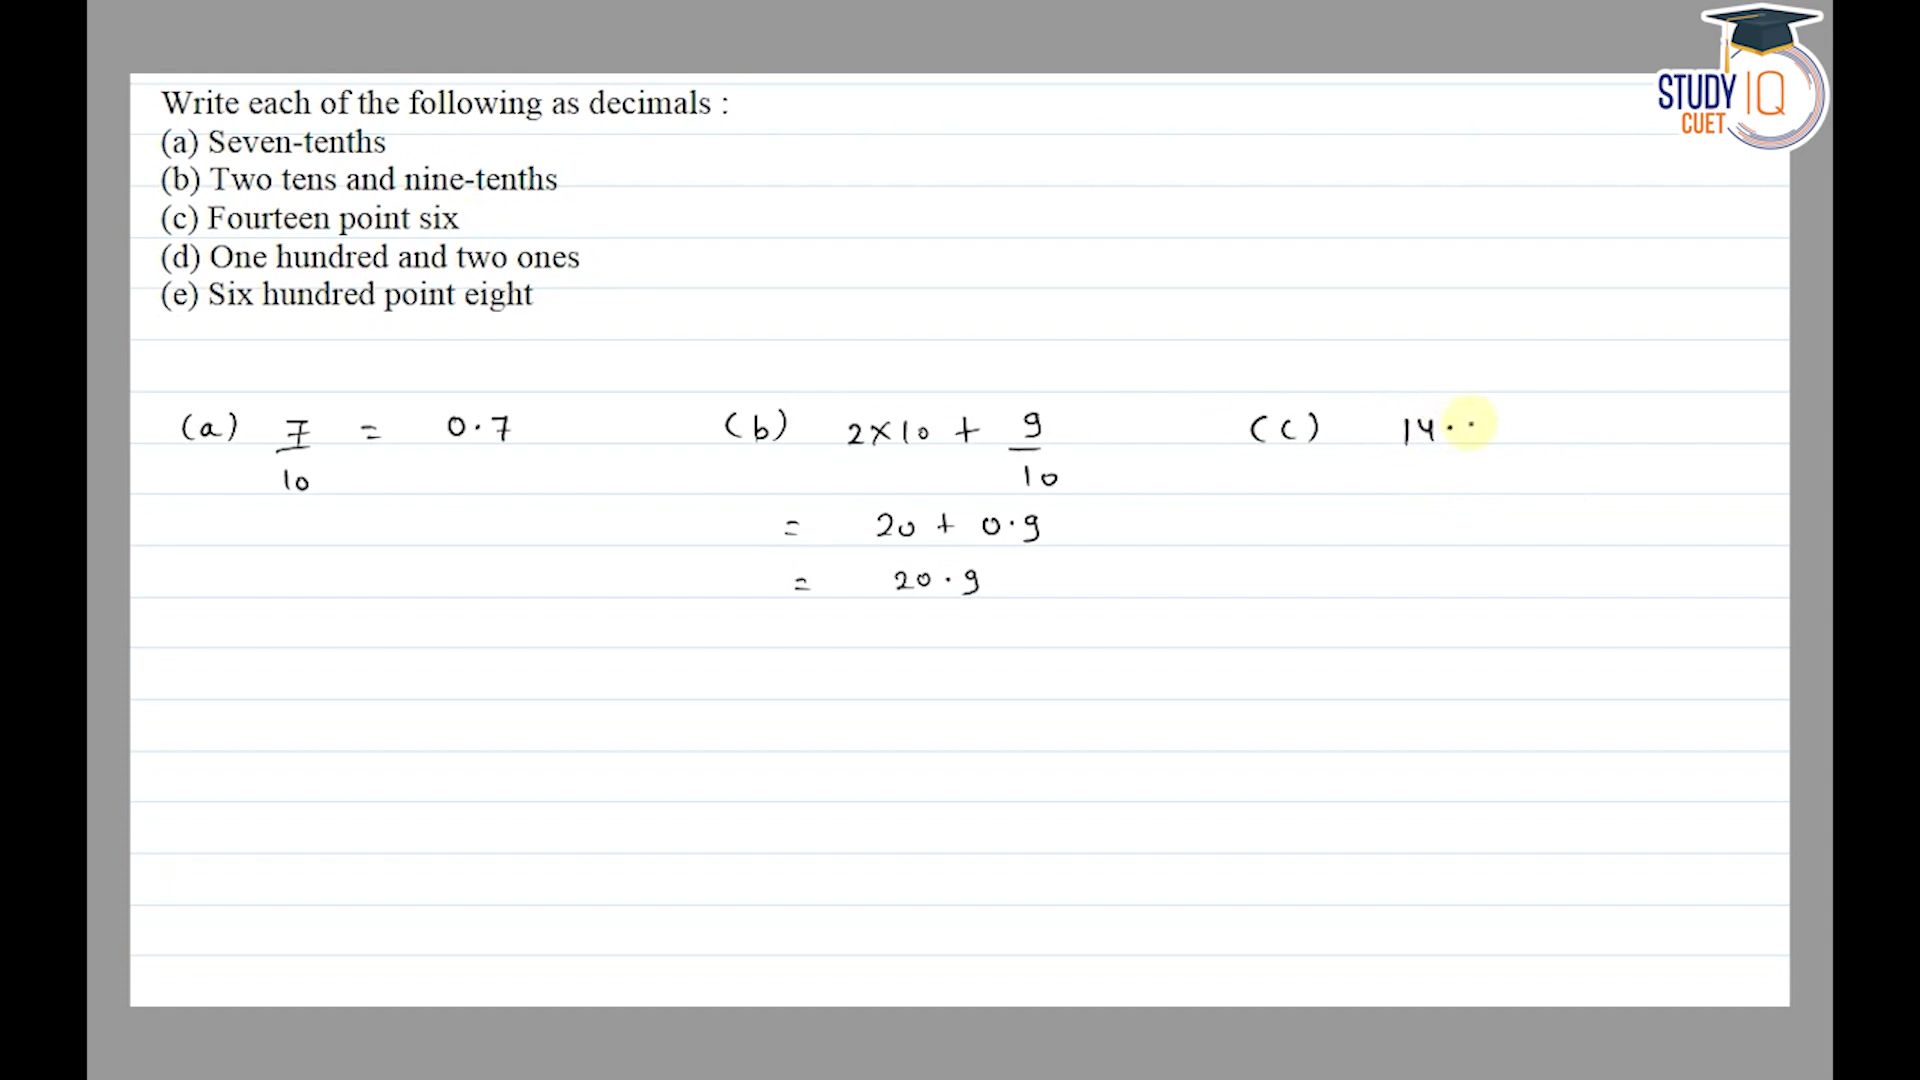 STUDY IQ
CUET
Write each of the following as decimals :
(a) Seven-tenths
(b) Two tens and nine-tenths
(c) Fourteen point six
(d) One hundred and two ones
(e) Six hundred point eight
(a) 7/10 = 0.7
(b) 2×10 + 9/10
= 20 + 0.9
= 20.9
(c) 14..